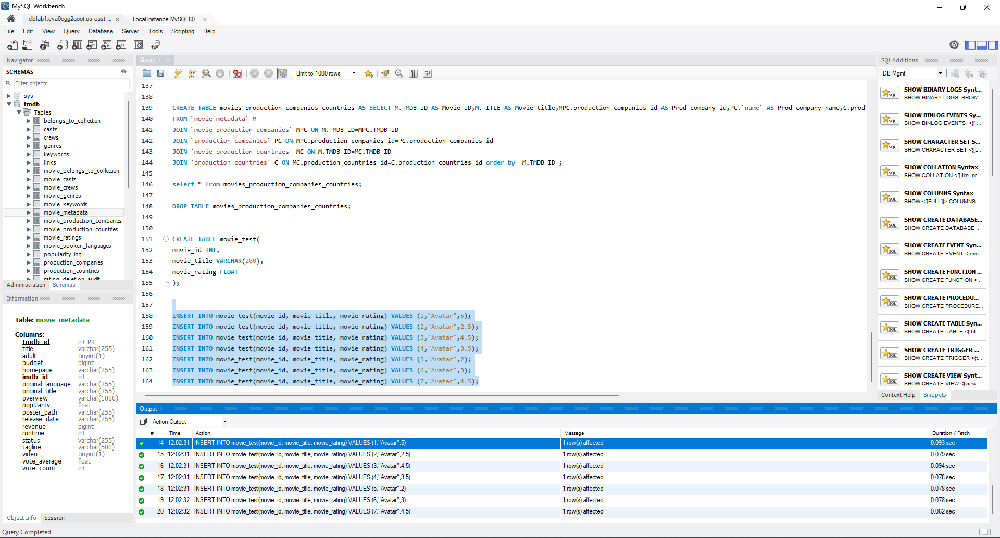 MySQL Workbench
dblab1.cva0cgg2qoot.us-east-...
Local instance MySQL80
File Edit View Query Database Server Tools Scripting Help
Navigator
SCHEMAS
Filter objects
sys
tmdb
Tables
belongs_to_collection
casts
crews
genres
keywords
links
movie_belongs_to_collection
movie_casts
movie_crews
movie_genres
movie_keywords
movie_metadata
movie_production_companies
movie_production_countries
movie_ratings
movie_spoken_languages
popularity_log
production_companies
production_countries
rating_deletion_audit
Administration Schemas
Information
Table: movie_metadata
Columns:
tmdb_id int PK
title varchar(255)
adult tinyint(1)
budget bigint
homepage varchar(255)
imdb_id int
original_language varchar(255)
original_title varchar(255)
overview varchar(1000)
popularity float
poster_path varchar(255)
release_date varchar(255)
revenue bigint
runtime int
status varchar(255)
tagline varchar(500)
video tinyint(1)
vote_average float
vote_count int
Object Info Session
Query Completed
Query 1
Limit to 1000 rows
137
138
139 CREATE TABLE movies_production_companies_countries AS SELECT M.TMDB_ID AS Movie_ID,M.TITLE AS Movie_title,MPC.production_companies_id AS Prod_company_id,PC.`name` AS Prod_company_name,C.produ
140 FROM `movie_metadata` M
141 JOIN `movie_production_companies` MPC ON M.TMDB_ID=MPC.TMDB_ID
142 JOIN `production_companies` PC ON MPC.production_companies_id=PC.production_companies_id
143 JOIN `movie_production_countries` MC ON M.TMDB_ID=MC.TMDB_ID
144 JOIN `production_countries` C ON MC.production_countries_id=C.production_countries_id order by M.TMDB_ID ;
145
146 select * from movies_production_companies_countries;
147
148 DROP TABLE movies_production_companies_countries;
149
150
151 CREATE TABLE movie_test(
152 movie_id INT,
153 movie_title VARCHAR(200),
154 movie_rating FLOAT
155 );
156
157
158 INSERT INTO movie_test(movie_id, movie_title, movie_rating) VALUES (1,"Avatar",5);
159 INSERT INTO movie_test(movie_id, movie_title, movie_rating) VALUES (2,"Avatar",2.5);
160 INSERT INTO movie_test(movie_id, movie_title, movie_rating) VALUES (3,"Avatar",4.5);
161 INSERT INTO movie_test(movie_id, movie_title, movie_rating) VALUES (4,"Avatar",3.5);
162 INSERT INTO movie_test(movie_id, movie_title, movie_rating) VALUES (5,"Avatar",2);
163 INSERT INTO movie_test(movie_id, movie_title, movie_rating) VALUES (6,"Avatar",3);
164 INSERT INTO movie_test(movie_id, movie_title, movie_rating) VALUES (7,"Avatar",4.5);
Output
Action Output
# Time Action Message Duration / Fetch
14 12:02:31 INSERT INTO movie_test(movie_id, movie_title, movie_rating) VALUES (1,"Avatar",5) 1 row(s) affected 0.093 sec
15 12:02:31 INSERT INTO movie_test(movie_id, movie_title, movie_rating) VALUES (2,"Avatar",2.5) 1 row(s) affected 0.079 sec
16 12:02:31 INSERT INTO movie_test(movie_id, movie_title, movie_rating) VALUES (3,"Avatar",4.5) 1 row(s) affected 0.094 sec
17 12:02:31 INSERT INTO movie_test(movie_id, movie_title, movie_rating) VALUES (4,"Avatar",3.5) 1 row(s) affected 0.078 sec
18 12:02:31 INSERT INTO movie_test(movie_id, movie_title, movie_rating) VALUES (5,"Avatar",2) 1 row(s) affected 0.078 sec
19 12:02:32 INSERT INTO movie_test(movie_id, movie_title, movie_rating) VALUES (6,"Avatar",3) 1 row(s) affected 0.078 sec
20 12:02:32 INSERT INTO movie_test(movie_id, movie_title, movie_rating) VALUES (7,"Avatar",4.5) 1 row(s) affected 0.062 sec
SQLAdditions
DB Mgmt
SHOW BINARY LOGS Synt...
SHOW BINARY LOGS; SHOW ...
SHOW BINLOG EVENTS Sy...
SHOW BINLOG EVENTS <{[I...
SHOW CHARACTER SET S...
SHOW CHARACTER SET <{[L...
SHOW COLLATION Syntax
SHOW COLLATION <{[like_or...
SHOW COLUMNS Syntax
SHOW <{[FULL]}> COLUMNS ...
SHOW CREATE DATABASE...
SHOW CREATE DATABASE ...
SHOW CREATE EVENT Syn...
SHOW CREATE EVENT <{eve...
SHOW CREATE FUNCTION ...
SHOW CREATE FUNCTION <...
SHOW CREATE PROCEDU...
SHOW CREATE PROCEDURE...
SHOW CREATE TABLE Syn...
SHOW CREATE TABLE <{tbl...
SHOW CREATE TRIGGER ...
SHOW CREATE TRIGGER <{t...
SHOW CREATE VIEW Synt...
SHOW CREATE VIEW <{view...
Context Help Snippets